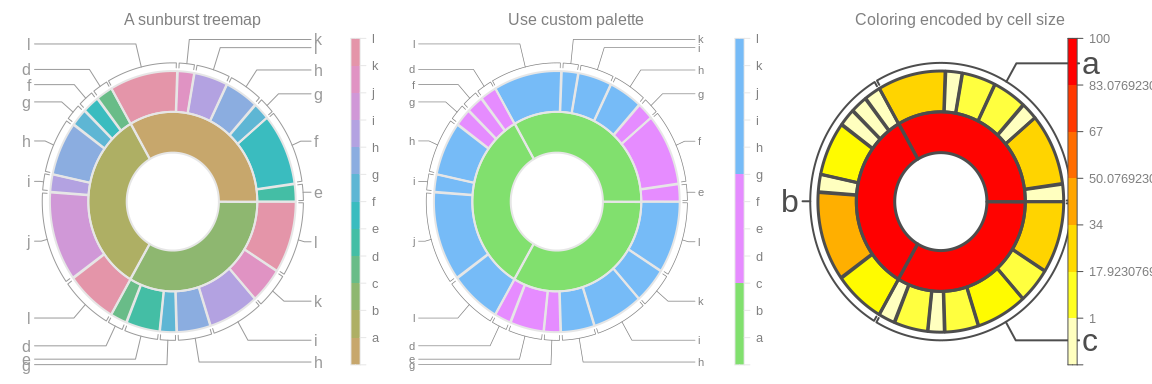 A sunburst treemap
l
d
f
g
h
i
j
l
d
e
g
k
l
h
g
f
e
l
k
i
h
l
k
j
i
h
g
f
e
d
c
b
a
Use custom palette
l
d
f
g
h
i
j
l
d
e
g
k
i
h
g
f
e
l
k
i
h
l
k
j
i
h
g
f
e
d
c
b
a
Coloring encoded by cell size
b
a
c
100
83.0769230
67
50.0769230
34
17.9230769
1